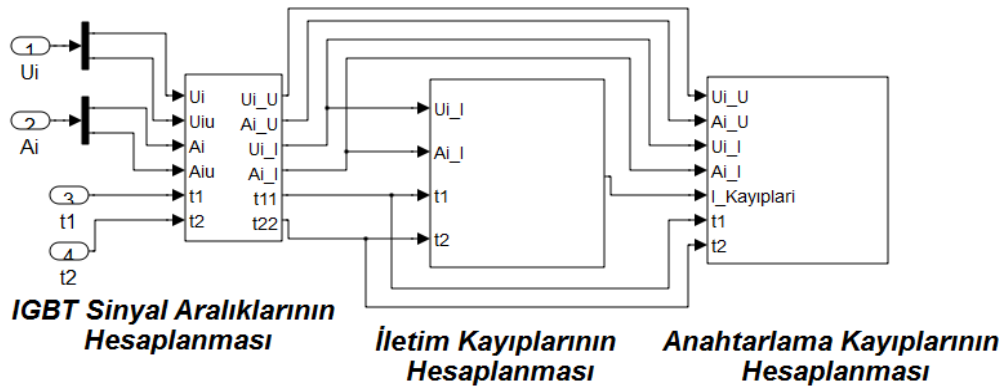 1
Ui
2
Ai
3
t1
4
t2
Ui
Uiu
Ai
Aiu
t1
t2
Ui_U
Ai_U
Ui_I
Ai_I
t11
t22
IGBT Sinyal Aralıklarının
Hesaplanması
Ui_I
Ai_I
t1
t2
İletim Kayıplarının
Hesaplanması
Ui_U
Ai_U
Ui_I
Ai_I
I_Kayıplari
t1
t2
Anahtarlama Kayıplarının
Hesaplanması